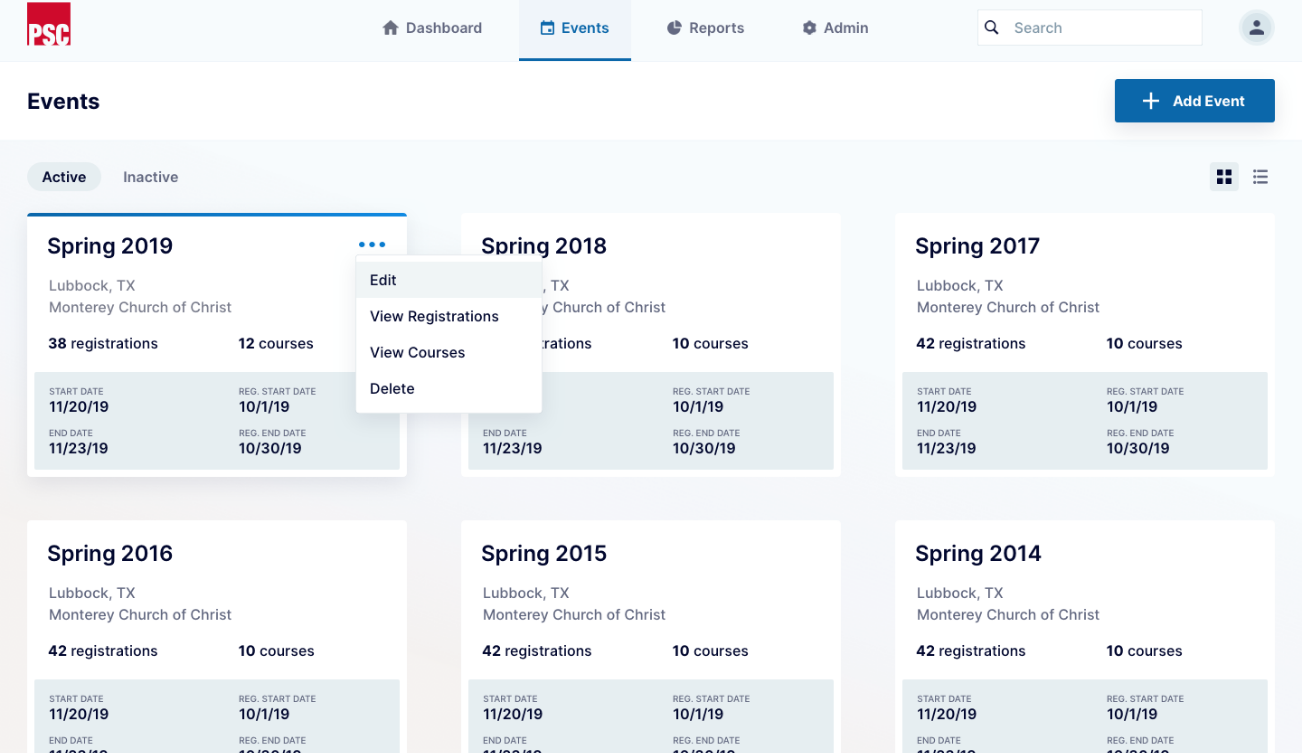 PSC
Dashboard
Events
Reports
Admin
Search
Events
Add Event
Active
Inactive
Spring 2019
Lubbock, TX
Monterey Church of Christ
38 registrations
12 courses
START DATE
REG. START DATE
11/20/19
10/1/19
END DATE
REG. END DATE
11/23/19
10/30/19
Edit
View Registrations
View Courses
Delete
Spring 2018
, TX
Church of Christ
10 courses
REG. START DATE
10/1/19
END DATE
REG. END DATE
11/23/19
10/30/19
Spring 2017
Lubbock, TX
Monterey Church of Christ
42 registrations
10 courses
START DATE
REG. START DATE
11/20/19
10/1/19
END DATE
REG. END DATE
11/23/19
10/30/19
Spring 2016
Lubbock, TX
Monterey Church of Christ
42 registrations
10 courses
START DATE
REG. START DATE
11/20/19
10/1/19
END DATE
REG. END DATE
Spring 2015
Lubbock, TX
Monterey Church of Christ
42 registrations
10 courses
START DATE
REG. START DATE
11/20/19
10/1/19
END DATE
REG. END DATE
Spring 2014
Lubbock, TX
Monterey Church of Christ
42 registrations
10 courses
START DATE
REG. START DATE
11/20/19
10/1/19
END DATE
REG. END DATE